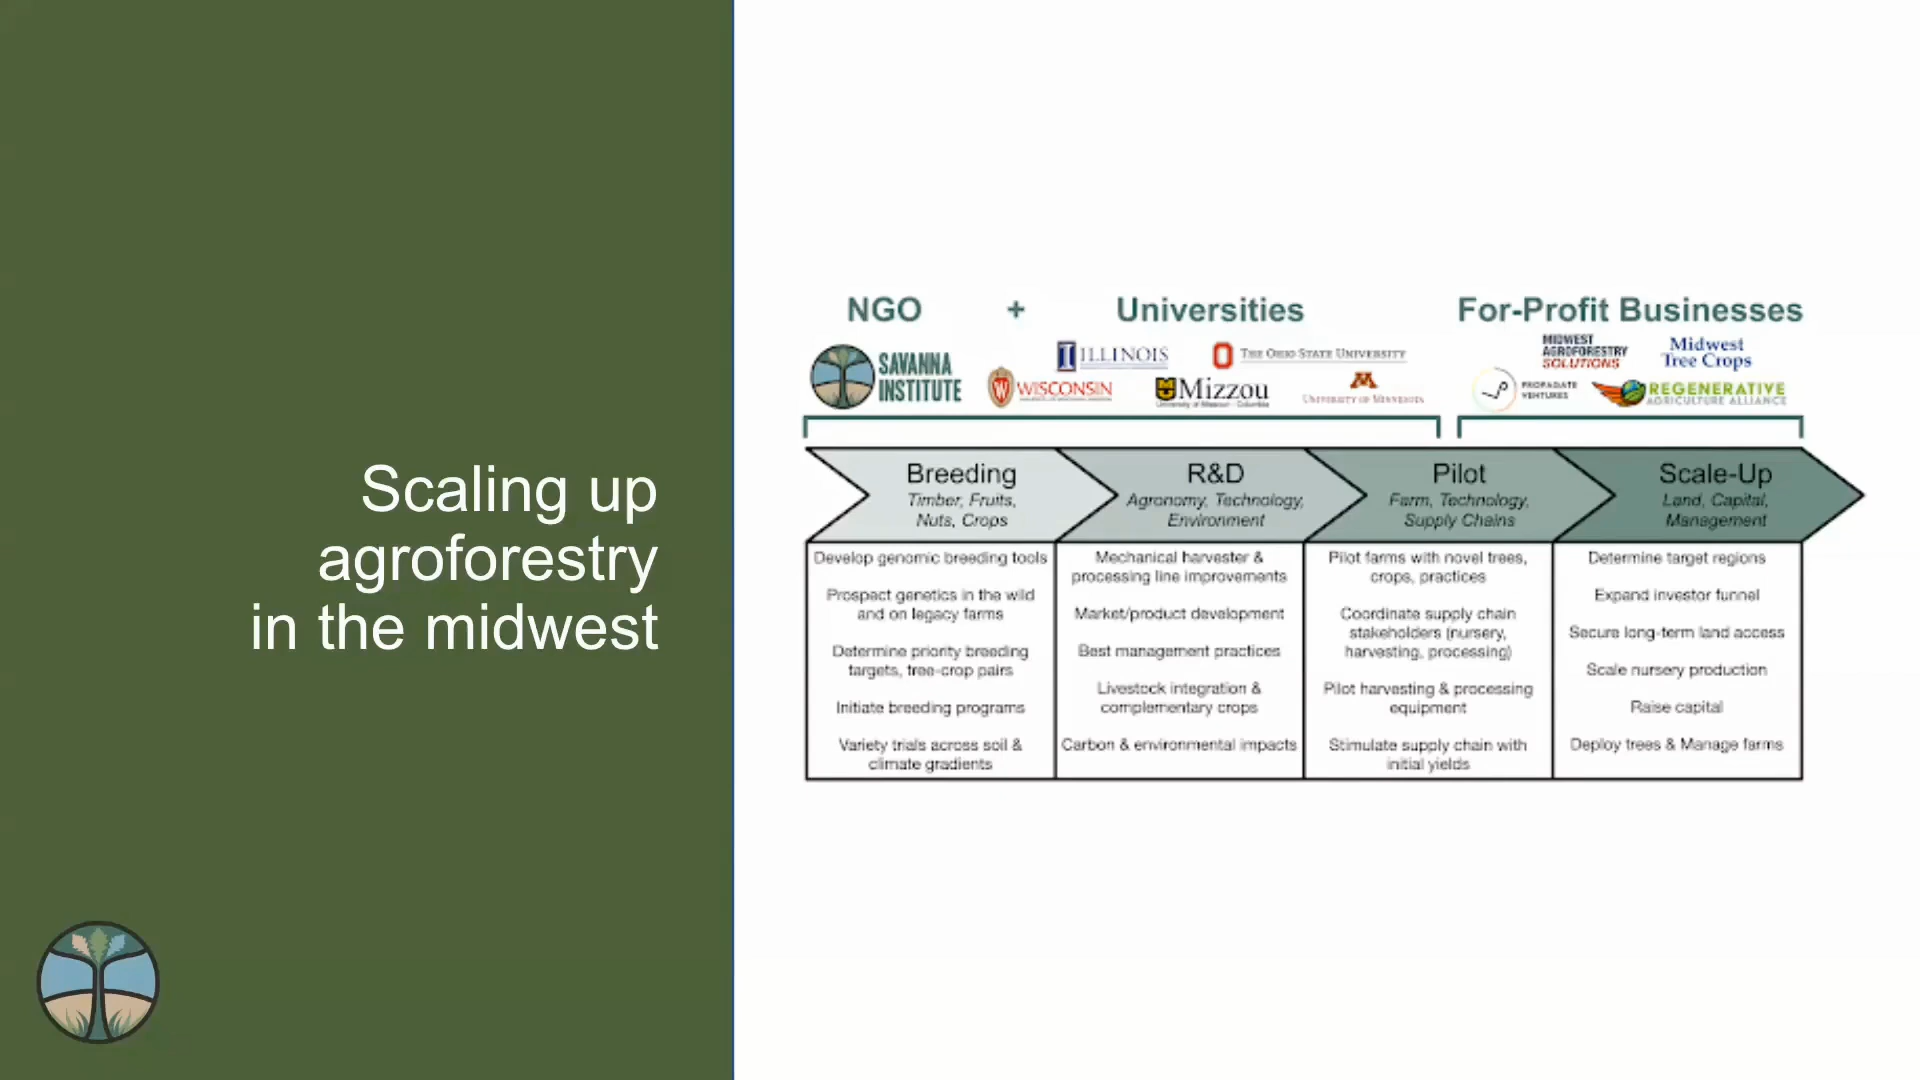 Scaling up
agroforestry
in the midwest
NGO + Universities For-Profit Businesses
SAVANNA
INSTITUTE
ILLINOIS
THE OHIO STATE UNIVERSITY
WISCONSIN
Mizzou
University of Missouri - Columbia
UNIVERSITY OF MINNESOTA
MIDWEST
AGROFORESTRY
SOLUTIONS
Midwest
Tree Crops
PROPAGATE
VENTURES
REGENERATIVE
AGRICULTURE ALLIANCE
Breeding
Timber, Fruits,
Nuts, Crops
Develop genomic breeding tools
Prospect genetics in the wild
and on legacy farms
Determine priority breeding
targets, tree-crop pairs
Initiate breeding programs
Variety trials across soil &
climate gradients
R&D
Agronomy, Technology,
Environment
Mechanical harvester &
processing line improvements
Market/product development
Best management practices
Livestock integration &
complementary crops
Carbon & environmental impacts
Pilot
Farm, Technology,
Supply Chains
Pilot farms with novel trees,
crops, practices
Coordinate supply chain
stakeholders (nursery,
harvesting, processing)
Pilot harvesting & processing
equipment
Stimulate supply chain with
initial yields
Scale-Up
Land, Capital,
Management
Determine target regions
Expand investor funnel
Secure long-term land access
Scale nursery production
Raise capital
Deploy trees & Manage farms